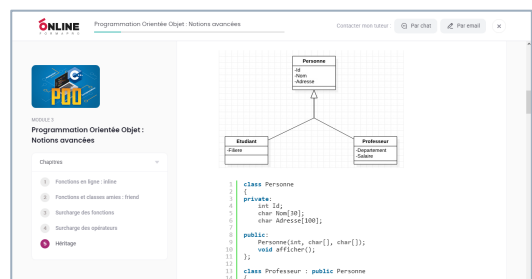 ONLINE
FORMAPRO
Programmation Orientée Objet : Notions avancées
Contacter mon tuteur :
Par chat
Par email
×
C++
POO
MODULE 3
Programmation Orientée Objet :
Notions avancées
Chapitres
1 Fonctions en ligne : inline
2 Fonctions et classes amies : friend
3 Surcharge des fonctions
4 Surcharge des opérateurs
5 Héritage
Personne
-Id
-Nom
-Adresse
Etudiant
-Filiere
Professeur
-Departement
-Salaire
1 class Personne
2 {
3 private:
4 int Id;
5 char Nom[30];
6 char Adresse[100];
7
8 public:
9 Personne(int, char[], char[]);
10 void afficher();
11 };
12
13 class Professeur : public Personne
14 {